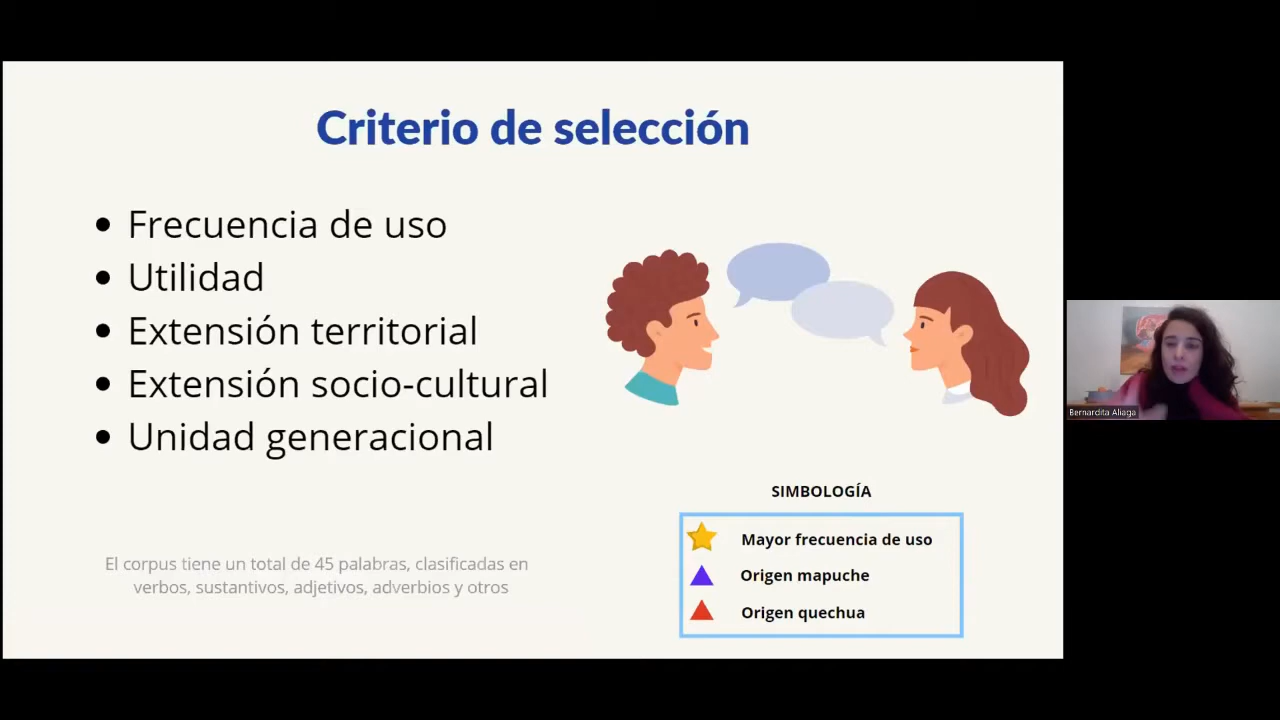 Criterio de selección
Frecuencia de uso
Utilidad
Extensión territorial
Extensión socio-cultural
Unidad generacional
El corpus tiene un total de 45 palabras, clasificadas en
verbos, sustantivos, adjetivos, adverbios y otros
SIMBOLOGÍA
Mayor frecuencia de uso
Origen mapuche
Origen quechua
Bernardita Aliaga